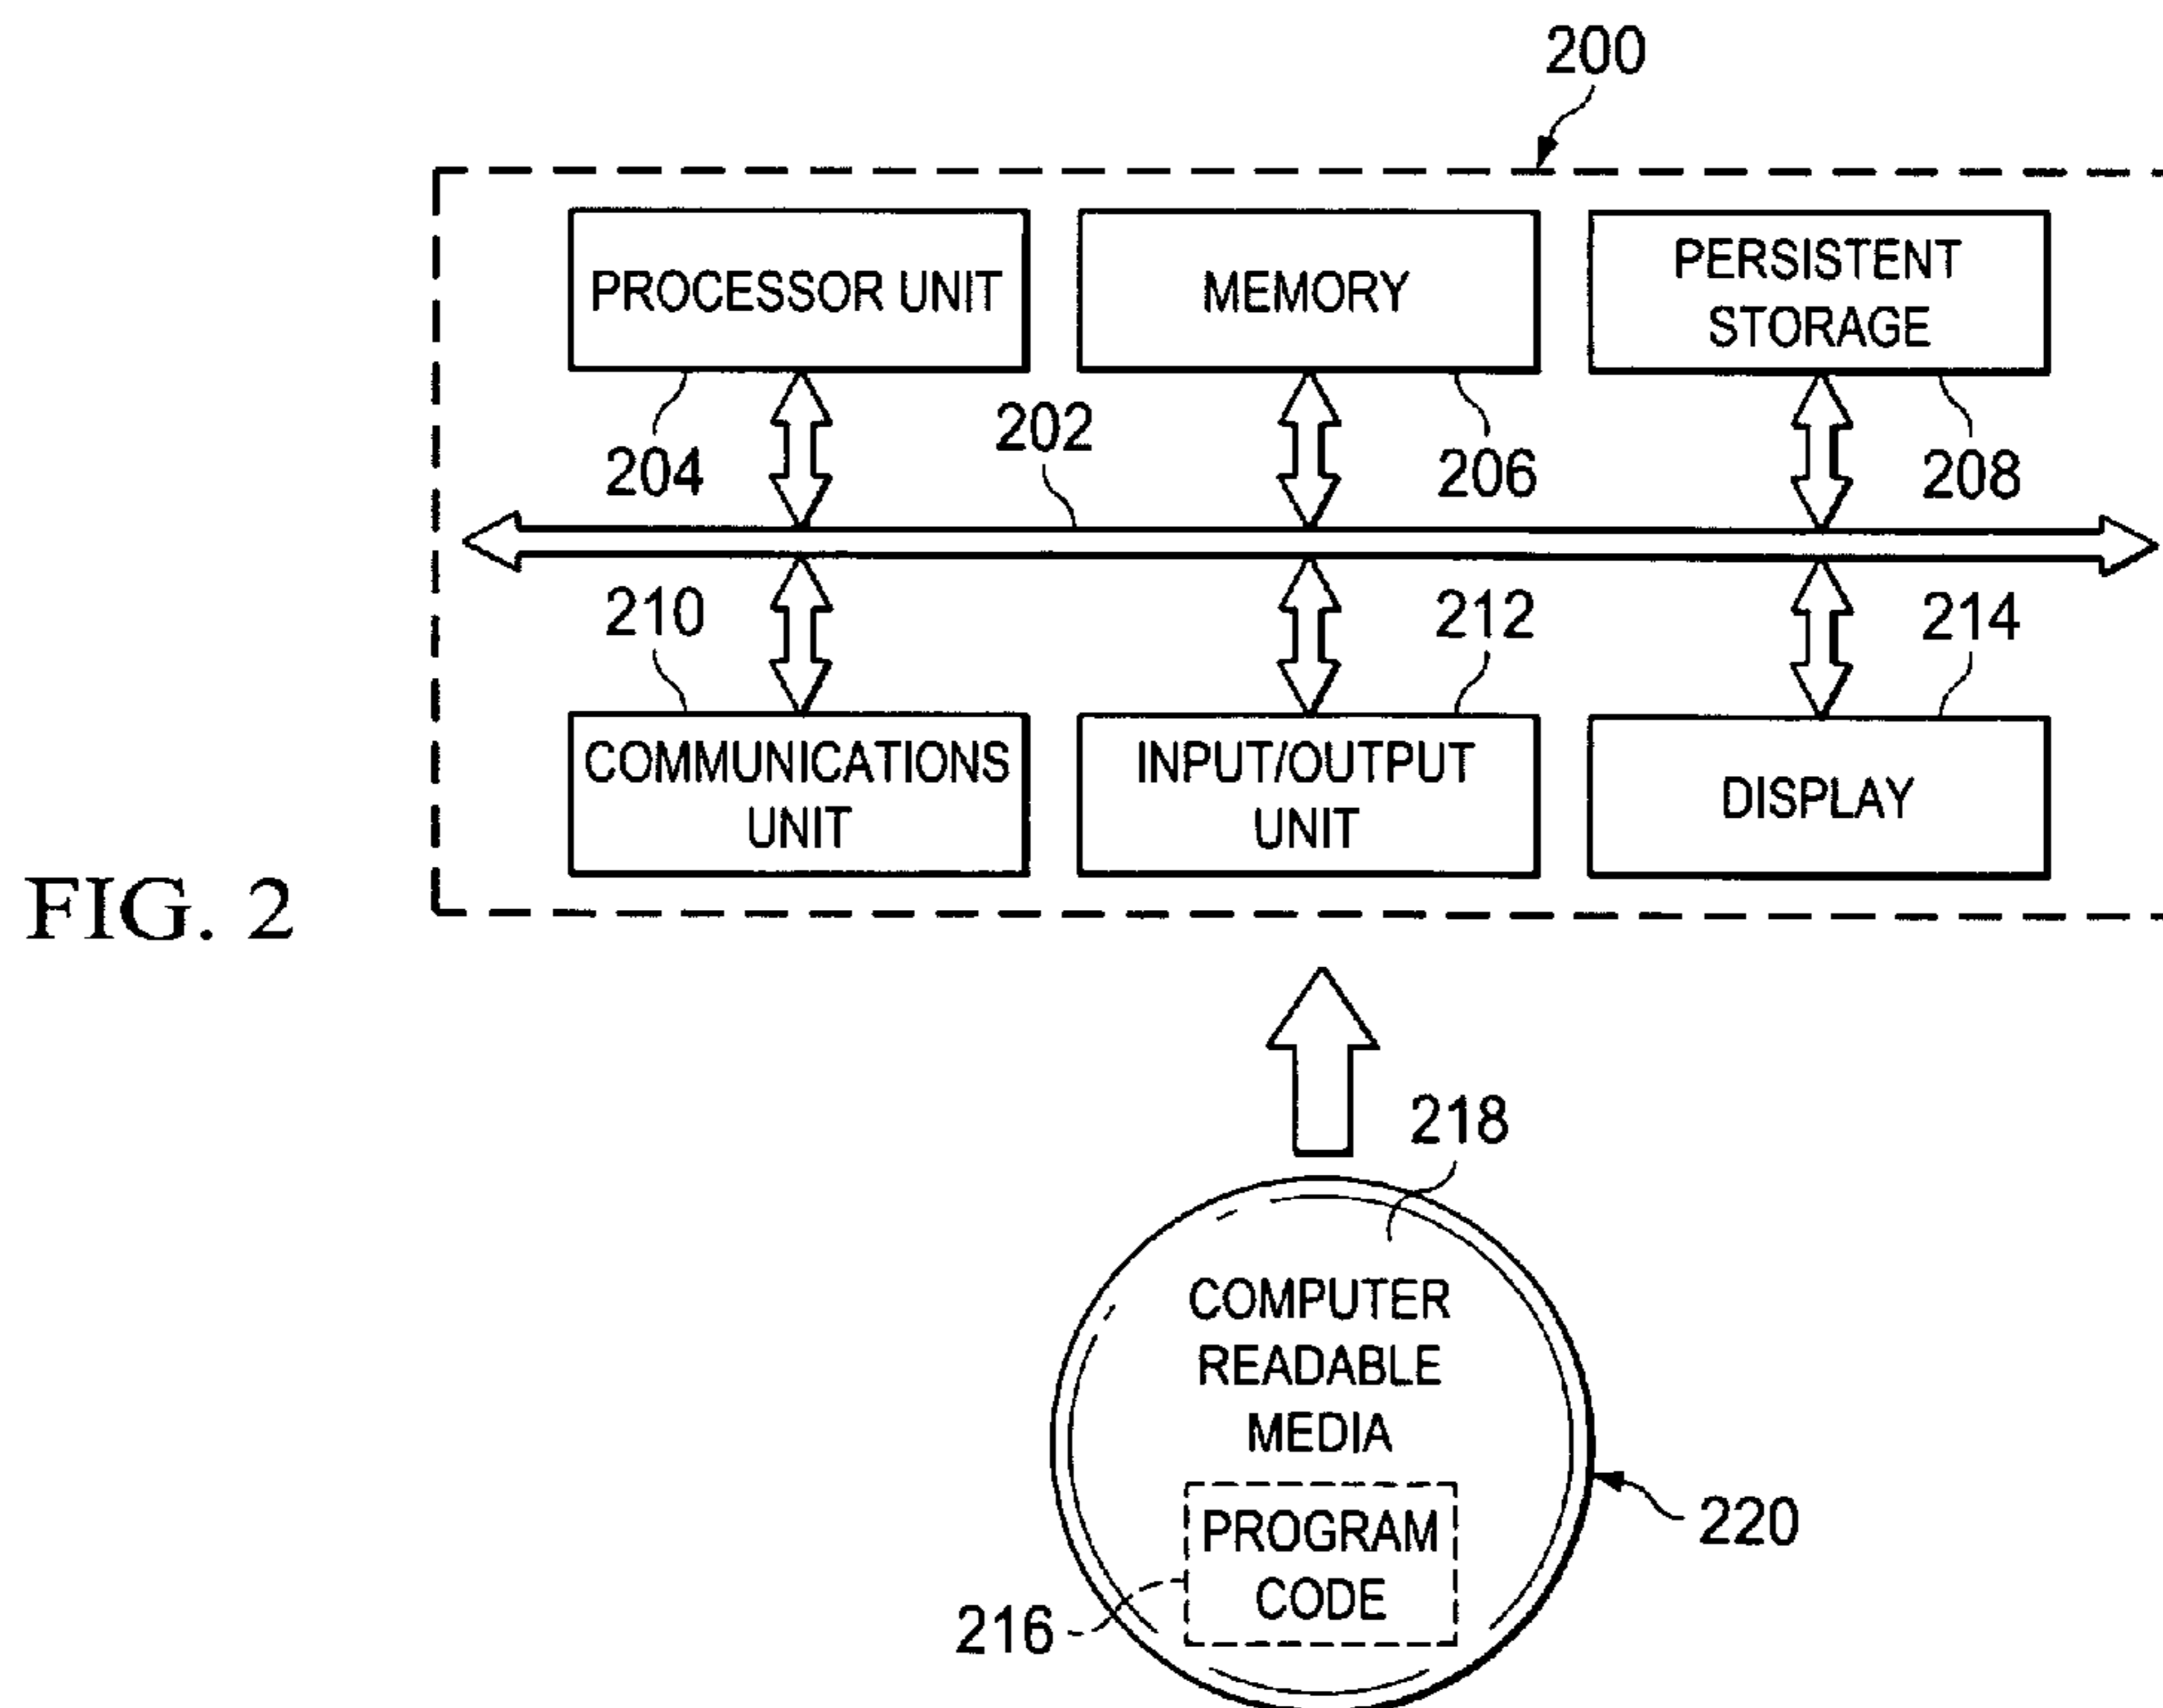 200
PROCESSOR UNIT
MEMORY
PERSISTENT
STORAGE
204
202
206
208
210
212
214
COMMUNICATIONS
UNIT
INPUT/OUTPUT
UNIT
DISPLAY
FIG. 2
218
COMPUTER
READABLE
MEDIA
PROGRAM
CODE
220
216